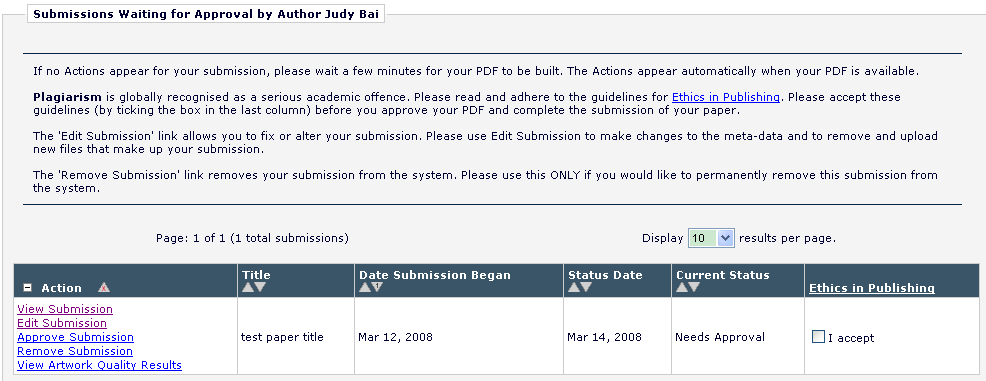 Submissions Waiting for Approval by Author Judy Bai
If no Actions appear for your submission, please wait a few minutes for your PDF to be built. The Actions appear automatically when your PDF is available.
Plagiarism is globally recognised as a serious academic offence. Please read and adhere to the guidelines for Ethics in Publishing. Please accept these
guidelines (by ticking the box in the last column) before you approve your PDF and complete the submission of your paper.
The 'Edit Submission' link allows you to fix or alter your submission. Please use Edit Submission to make changes to the meta-data and to remove and upload
new files that make up your submission.
The 'Remove Submission' link removes your submission from the system. Please use this ONLY if you would like to permanently remove this submission from
the system.
Page: 1 of 1 (1 total submissions) Display 10 results per page.
Action Title Date Submission Began Status Date Current Status Ethics in Publishing
View Submission
Edit Submission
Approve Submission test paper title Mar 12, 2008 Mar 14, 2008 Needs Approval I accept
Remove Submission
View Artwork Quality Results